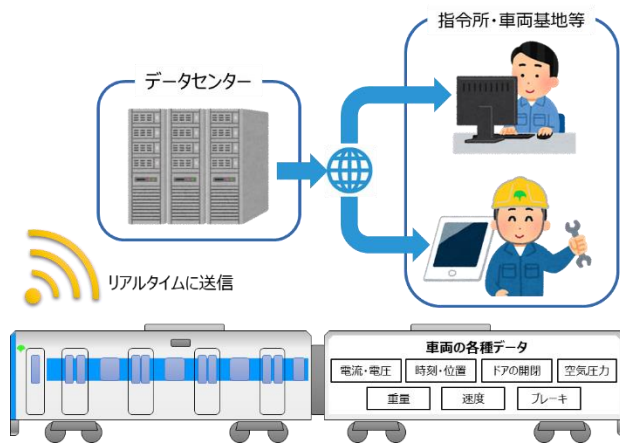 指令所・車両基地等
データセンター
リアルタイムに送信
車両の各種データ
電流・電圧
時刻・位置
ドアの開閉
空気圧力
重量
速度
ブレーキ